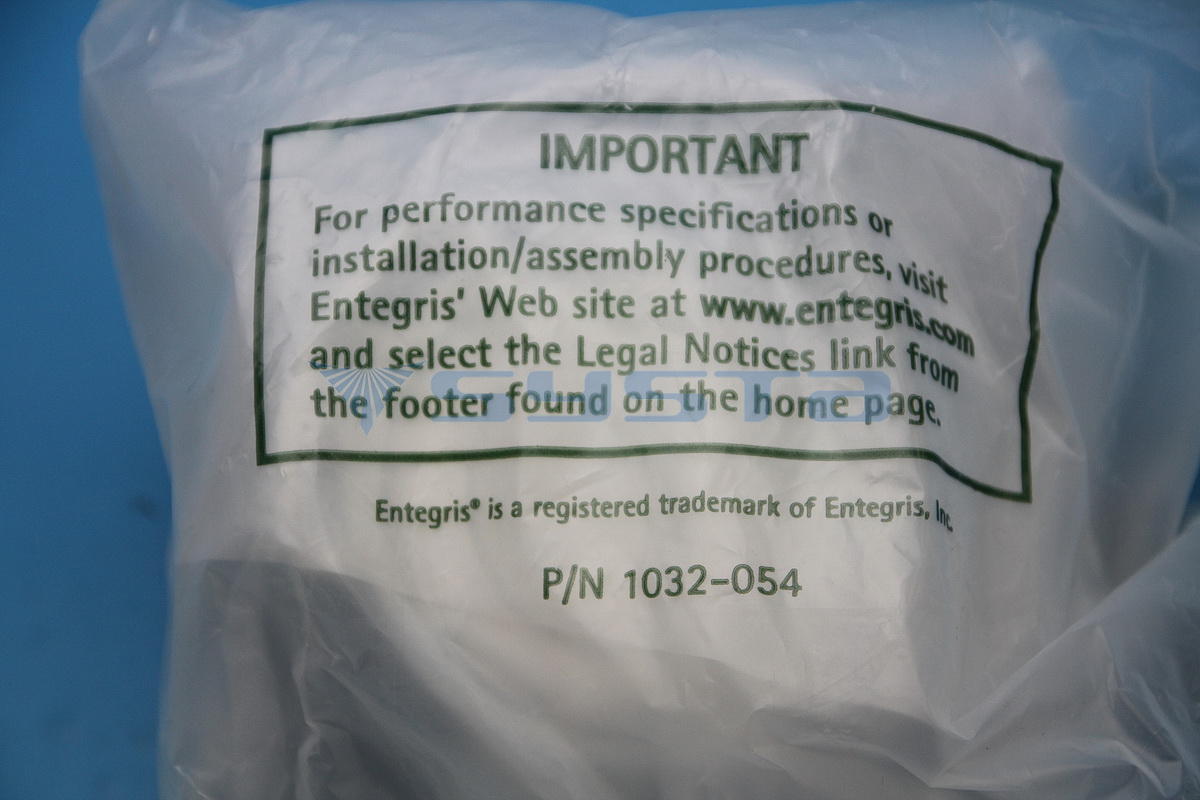 IMPORTANT
For performance specifications or
installation/assembly procedures, visit
Entegris' Web site at www.entegris.com
and select the Legal Notices link from
the footer found on the home page.
SYSTA
Entegris® is a registered trademark of Entegris, Inc.
P/N 1032-054